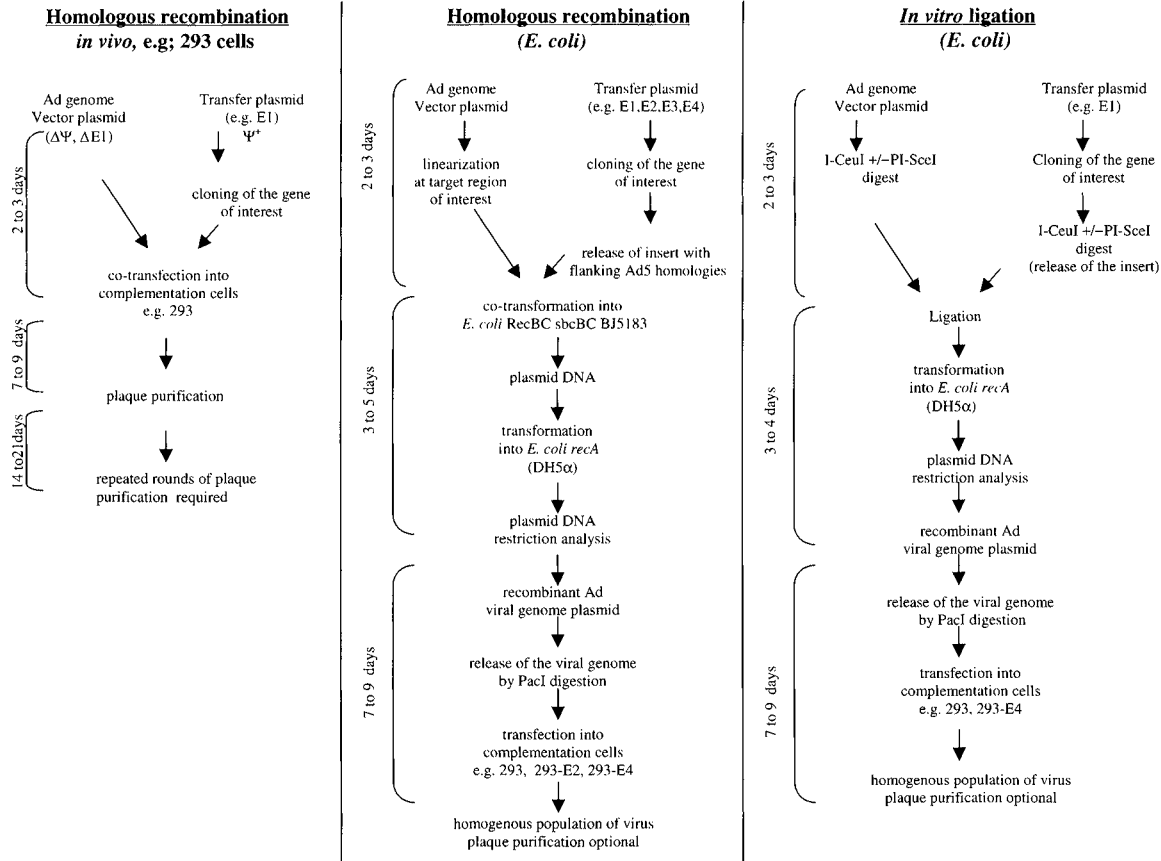 Homologous recombination
in vivo, e.g; 293 cells
Ad genome
Vector plasmid
(ΔΨ, ΔE1)
Transfer plasmid
(e.g. E1)
Ψ+
2 to 3 days
cloning of the gene
of interest
co-transfection into
complementation cells
e.g. 293
7 to 9 days
plaque purification
14 to21days
repeated rounds of plaque
purification required
Homologous recombination
(E. coli)
Ad genome
Vector plasmid
Transfer plasmid
(e.g. E1,E2,E3,E4)
2 to 3 days
linearization
at target region
of interest
cloning of the gene
of interest
release of insert with
flanking Ad5 homologies
co-transformation into
E. coli RecBC sbcBC BJ5183
3 to 5 days
plasmid DNA
transformation
into E. coli recA
(DH5α)
plasmid DNA
restriction analysis
recombinant Ad
viral genome plasmid
7 to 9 days
release of the viral genome
by PacI digestion
transfection into
complementation cells
e.g. 293, 293-E2, 293-E4
homogenous population of virus
plaque purification optional
In vitro ligation
(E. coli)
Ad genome
Vector plasmid
Transfer plasmid
(e.g. E1)
2 to 3 days
I-CeuI +/−PI-SceI
digest
Cloning of the gene
of interest
I-CeuI +/−PI-SceI
digest
(release of the insert)
Ligation
3 to 4 days
transformation
into E. coli recA
(DH5α)
plasmid DNA
restriction analysis
recombinant Ad
viral genome plasmid
7 to 9 days
release of the viral genome
by PacI digestion
transfection into
complementation cells
e.g. 293, 293-E4
homogenous population of virus
plaque purification optional